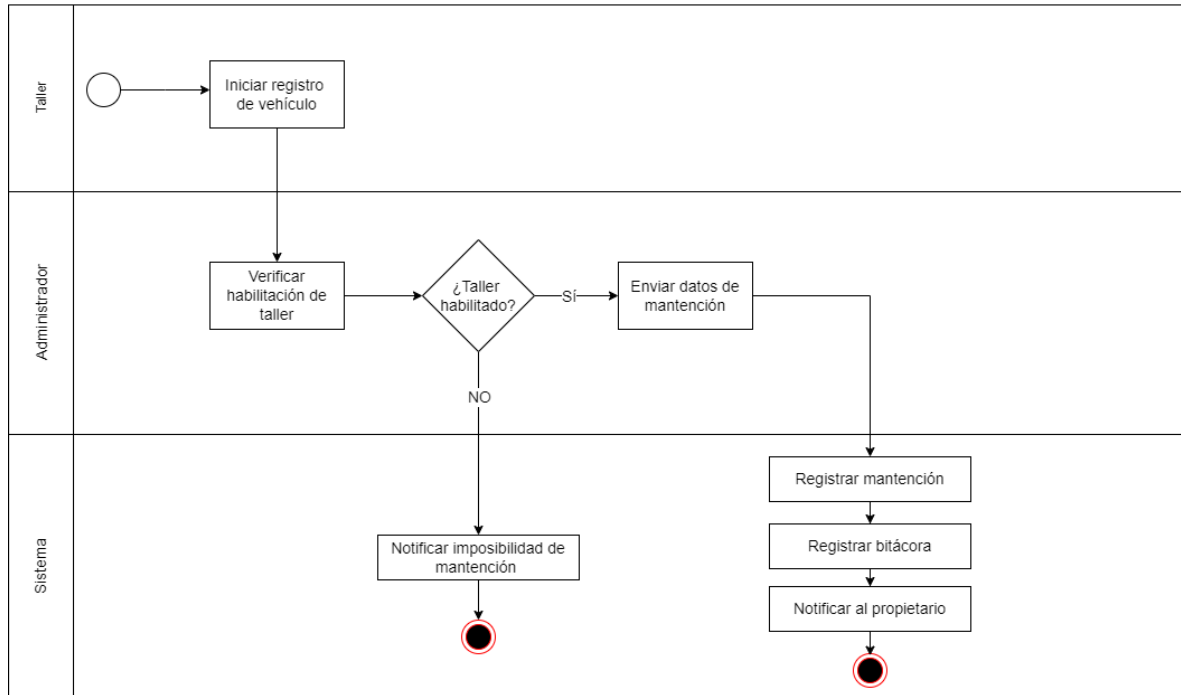 Taller
Iniciar registro
de vehículo
Administrador
Verificar
habilitación de
taller
¿Taller
habilitado?
Sí
Enviar datos de
mantención
NO
Sistema
Registrar mantención
Notificar imposibilidad de
mantención
Registrar bitácora
Notificar al propietario